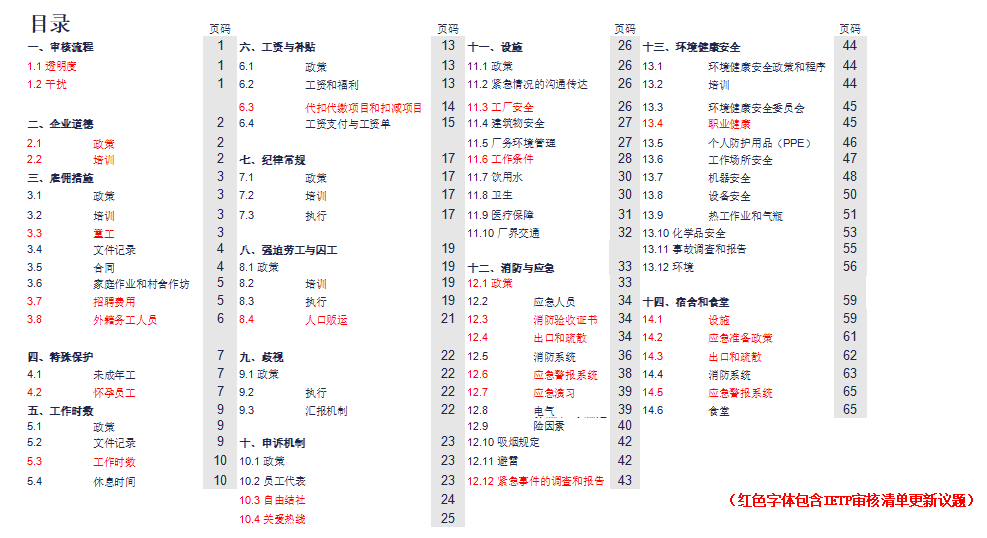 目录
页码
一、审核流程 1
1.1 透明度 1
1.2 干扰 1
二、企业道德 2
2.1 政策 2
2.2 培训 2
三、雇佣措施 3
3.1 政策 3
3.2 培训 3
3.3 童工 3
3.4 文件记录 4
3.5 合同 4
3.6 家庭作业和村舍作坊 5
3.7 招聘费用 5
3.8 外籍务工人员 6
四、特殊保护 7
4.1 未成年工 7
4.2 怀孕员工 7
五、工作时数 9
5.1 政策 9
5.2 文件记录 9
5.3 工作时数 10
5.4 休息时间 10
页码
六、工资与补贴 13
6.1 政策 13
6.2 工资和福利 13
6.3 代扣代缴项目和扣减项目 14
6.4 工资支付与工资单 15
七、纪律常规 17
7.1 政策 17
7.2 培训 17
7.3 执行 17
八、强迫劳工与囚工 19
8.1 政策 19
8.2 培训 19
8.3 执行 19
8.4 人口贩运 21
九、歧视 22
9.1 政策 22
9.2 执行 22
9.3 汇报机制 22
十、申诉机制 23
10.1 政策 23
10.2 员工代表 23
10.3 自由结社 24
10.4 关爱热线 25
页码
十一、设施 26
11.1 政策 26
11.2 紧急情况的沟通传达 26
11.3 工厂安全 26
11.4 建筑物安全 27
11.5 厂务环境管理 27
11.6 工作条件 28
11.7 饮用水 30
11.8 卫生 30
11.9 医疗保障 31
11.10 厂界交通 32
十二、消防与应急 33
12.1 政策 33
12.2 应急人员 34
12.3 消防验收证书 34
12.4 出口和疏散 34
12.5 消防系统 36
12.6 应急警报系统 38
12.7 应急演习 39
12.8 电气 39
12.9 险因素 40
12.10 吸烟规定 42
12.11 避雷 42
12.12 紧急事件的调查和报告 43
页码
十三、环境健康安全 44
13.1 环境健康安全政策和程序 44
13.2 培训 44
13.3 环境健康安全委员会 45
13.4 职业健康 45
13.5 个人防护用品（PPE） 46
13.6 工作场所安全 47
13.7 机器安全 48
13.8 设备安全 50
13.9 热工作业和气瓶 51
13.10 化学品安全 53
13.11 事故调查和报告 55
13.12 环境 56
十四、宿舍和食堂 59
14.1 设施 59
14.2 应急准备政策 61
14.3 出口和疏散 62
14.4 消防系统 63
14.5 应急警报系统 65
14.6 食堂 65
（红色字体包含IETP审核清单更新议题）